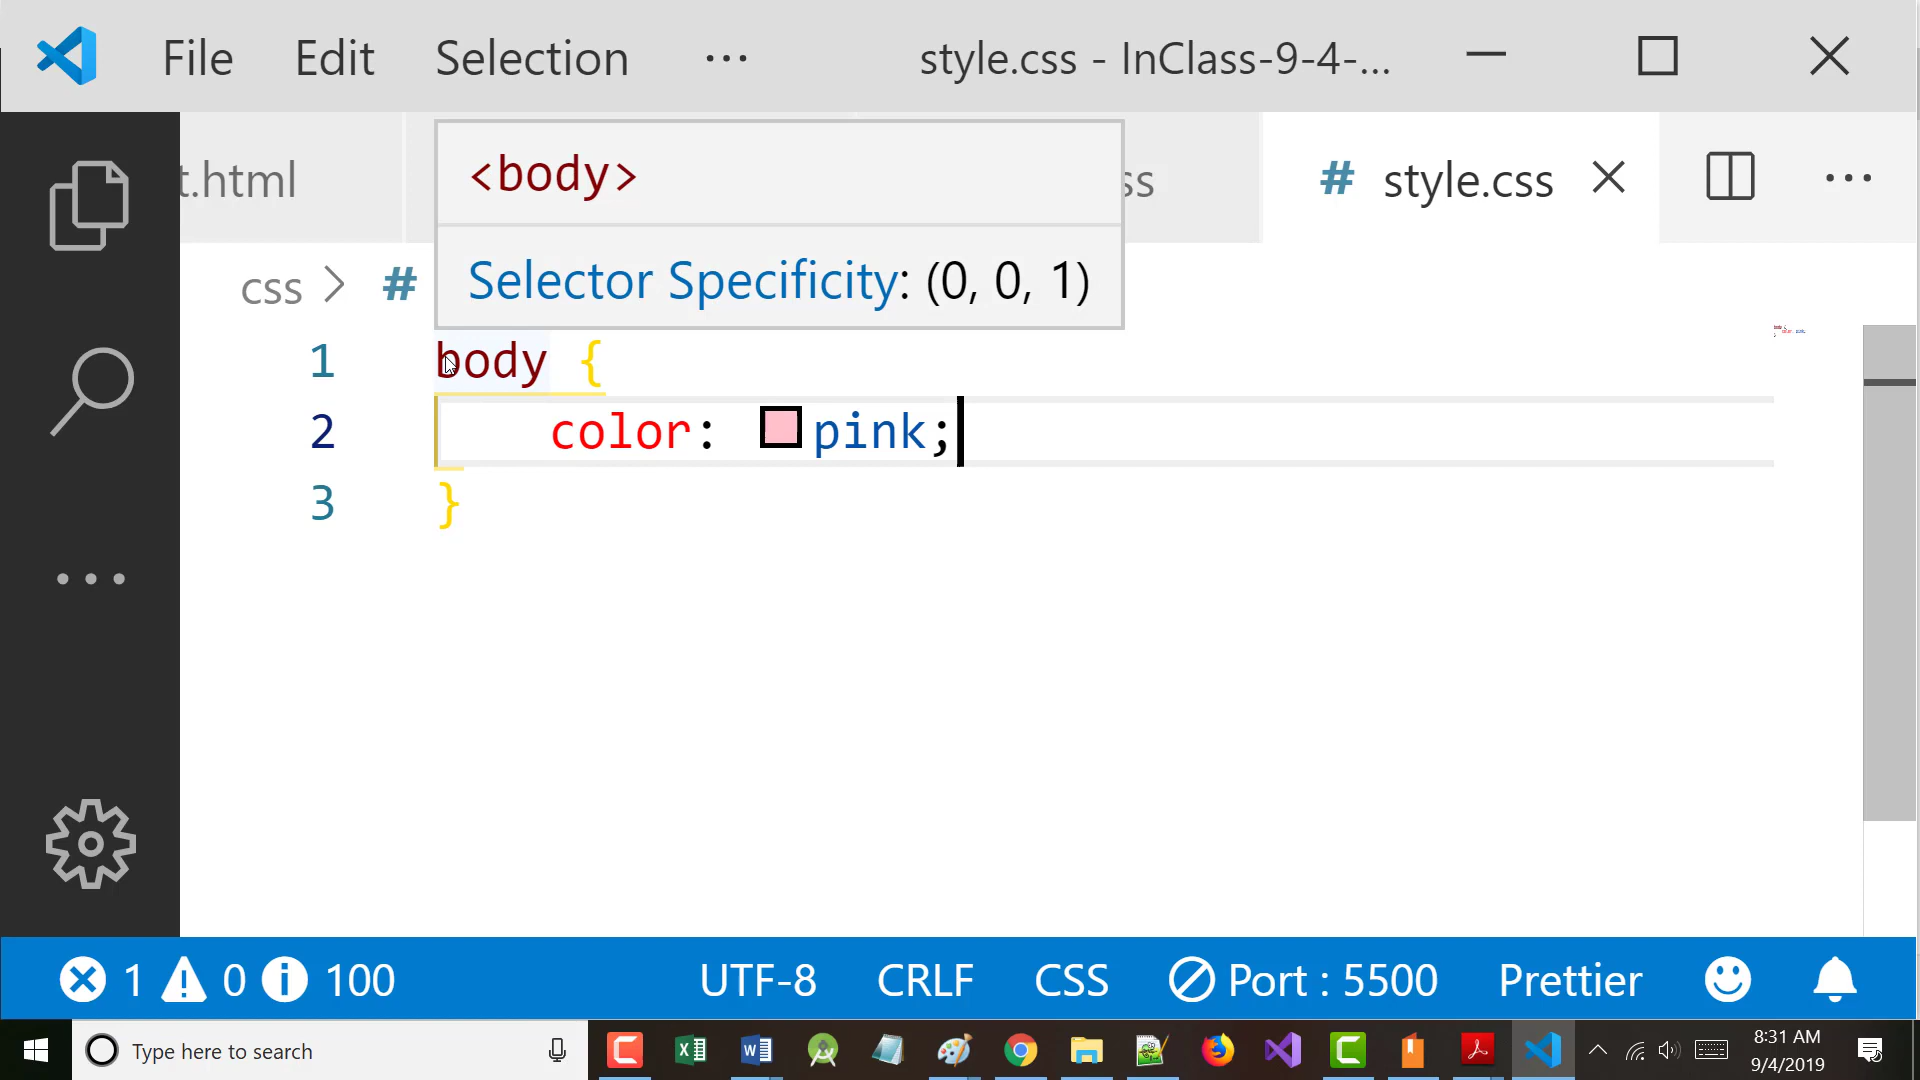 File Edit Selection ... style.css - InClass-9-4-...
t.html ss # style.css
<body>
Selector Specificity: (0, 0, 1)
css > #
1 body {
2 color: pink;
3 }
1 0 100 UTF-8 CRLF CSS Port : 5500 Prettier
Type here to search
8:31 AM
9/4/2019